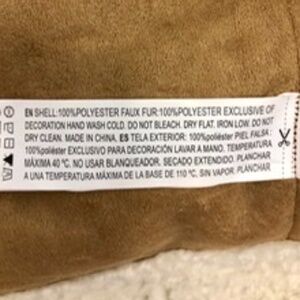 EN SHELL:100%POLYESTER FAUX FUR:100%POLYESTER EXCLUSIVE OF
DECORATION HAND WASH COLD. DO NOT BLEACH. DRY FLAT. IRON LOW. DO NOT
DRY CLEAN. MADE IN CHINA. ES TELA EXTERIOR: 100%poliéster PIEL FALSA:
100%poliéster EXCLUSIVO PARA DECORACIÓN LAVAR A MANO. TEMPERATURA
MÁXIMA 40 °C. NO USAR BLANQUEADOR. SECADO EXTENDIDO. PLANCHAR
A UNA TEMPERATURA MÁXIMA DE LA BASE DE 110 °C, SIN VAPOR. PLANCHAR